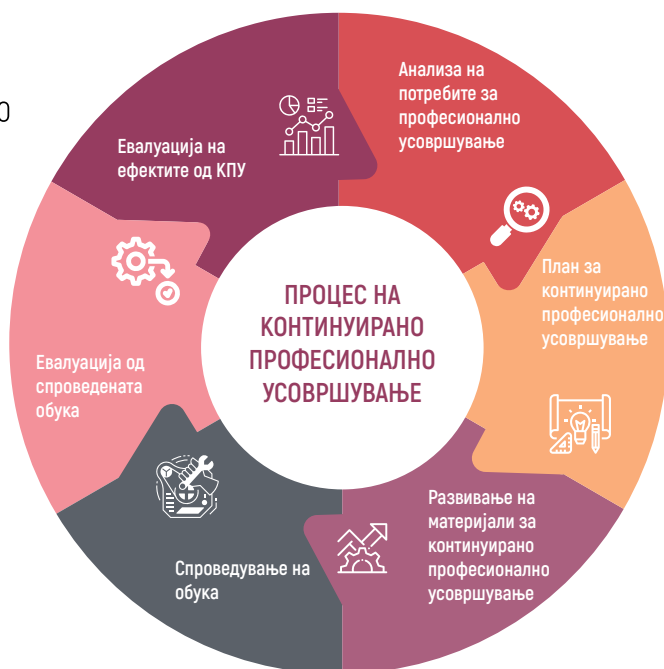 О
Анализа на
потребите за
професионално
усовршување
План за
континуирано
професионално
усовршување
Развивање на
материјали за
континуирано
професионално
усовршување
Спроведување на
обука
Евалуација од
спроведената
обука
Евалуација на
ефектите од КПУ
ПРОЦЕС НА
КОНТИНУИРАНО
ПРОФЕСИОНАЛНО
УСОВРШУВАЊЕ